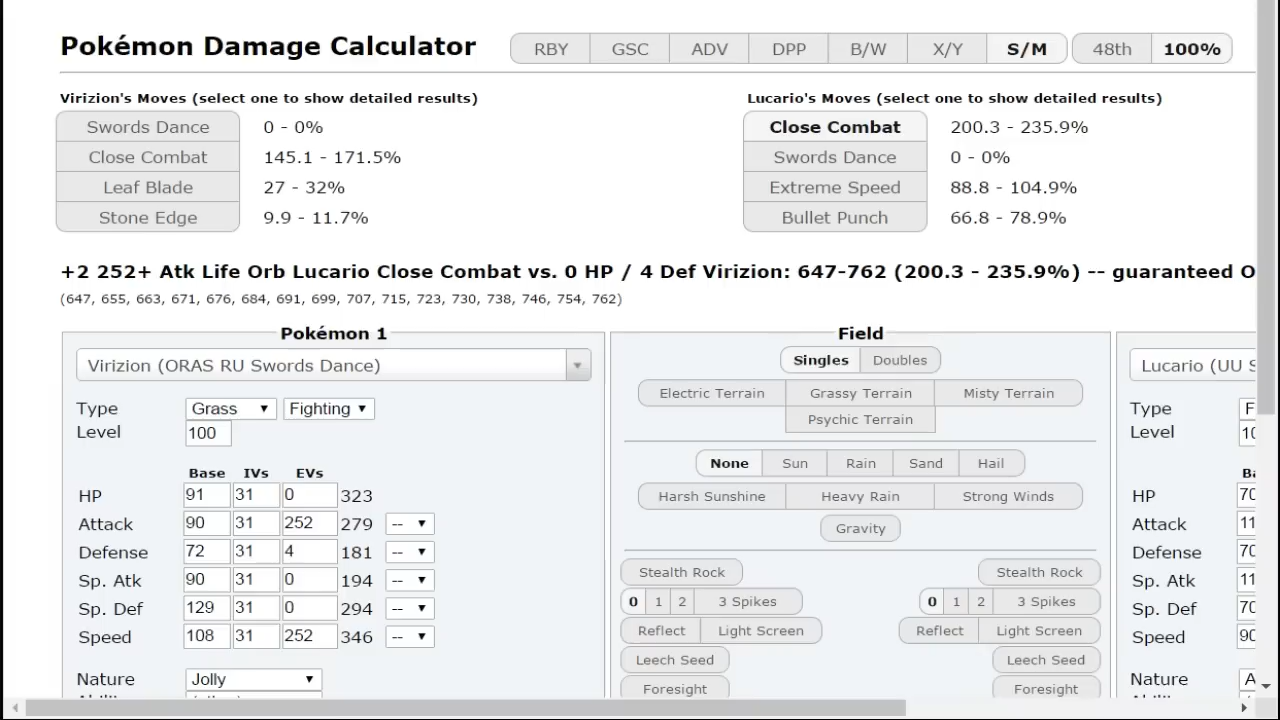 Pokémon Damage Calculator RBY GSC ADV DPP B/W X/Y S/M 48th 100%
Virizion's Moves (select one to show detailed results) Lucario's Moves (select one to show detailed results)
Swords Dance 0 - 0% Close Combat 200.3 - 235.9%
Close Combat 145.1 - 171.5% Swords Dance 0 - 0%
Leaf Blade 27 - 32% Extreme Speed 88.8 - 104.9%
Stone Edge 9.9 - 11.7% Bullet Punch 66.8 - 78.9%
+2 252+ Atk Life Orb Lucario Close Combat vs. 0 HP / 4 Def Virizion: 647-762 (200.3 - 235.9%) -- guaranteed O
(647, 655, 663, 671, 676, 684, 691, 699, 707, 715, 723, 730, 738, 746, 754, 762)
Pokémon 1 Field
Virizion (ORAS RU Swords Dance) Singles Doubles Lucario (UU S
Type Grass Fighting Electric Terrain Grassy Terrain Misty Terrain Type F
Level 100 Psychic Terrain Level 10
Base IVs EVs None Sun Rain Sand Hail Ba
HP 91 31 0 323 Harsh Sunshine Heavy Rain Strong Winds HP 70
Attack 90 31 252 279 -- Gravity Attack 11
Defense 72 31 4 181 -- Defense 70
Sp. Atk 90 31 0 194 -- Stealth Rock Stealth Rock Sp. Atk 11
Sp. Def 129 31 0 294 -- 0 1 2 3 Spikes 0 1 2 3 Spikes Sp. Def 70
Speed 108 31 252 346 -- Reflect Light Screen Reflect Light Screen Speed 90
Leech Seed Leech Seed
Nature Jolly Foresight Foresight Nature A